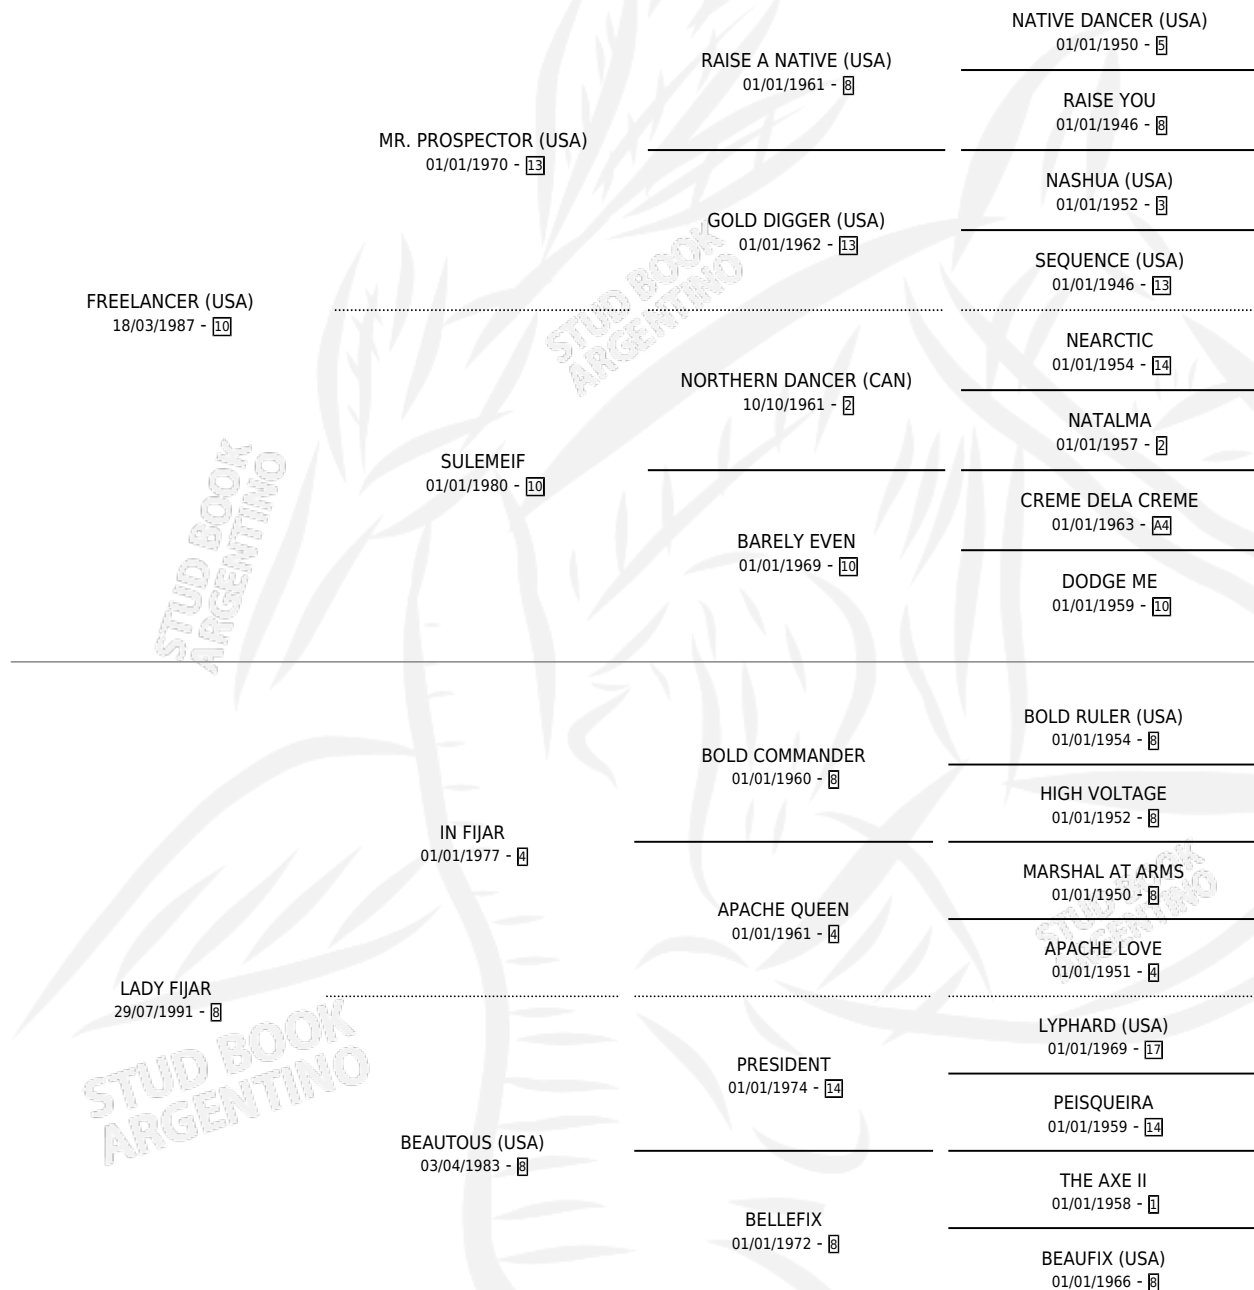 NATIVE DANCER (USA)
01/01/1950 - 5
RAISE A NATIVE (USA)
01/01/1961 - 8
RAISE YOU
01/01/1946 - 8
MR. PROSPECTOR (USA)
01/01/1970 - 13
NASHUA (USA)
01/01/1952 - 3
GOLD DIGGER (USA)
01/01/1962 - 13
SEQUENCE (USA)
01/01/1946 - 13
STUD BOOK
ARGENTINO
FREELANCER (USA)
18/03/1987 - 10
NEARCTIC
01/01/1954 - 14
NORTHERN DANCER (CAN)
10/10/1961 - 2
NATALMA
01/01/1957 - 2
SULEMEIF
01/01/1980 - 10
STUD BOOK
ARGENTINO
CREME DELA CREME
01/01/1963 - A4
BARELY EVEN
01/01/1969 - 10
DODGE ME
01/01/1959 - 10
BOLD RULER (USA)
01/01/1954 - 8
BOLD COMMANDER
01/01/1960 - 8
HIGH VOLTAGE
01/01/1952 - 8
IN FIJAR
01/01/1977 - 4
MARSHAL AT ARMS
01/01/1950 - 8
STUD BOOK
ARGENTINO
APACHE QUEEN
01/01/1961 - 4
APACHE LOVE
01/01/1951 - 4
LADY FIJAR
29/07/1991 - 8
STUD BOOK
ARGENTINO
LYPHARD (USA)
01/01/1969 - 17
PRESIDENT
01/01/1974 - 14
PEISQUEIRA
01/01/1959 - 14
BEAUTOUS (USA)
03/04/1983 - 8
THE AXE II
01/01/1958 - 1
BELLEFIX
01/01/1972 - 8
BEAUFIX (USA)
01/01/1966 - 8